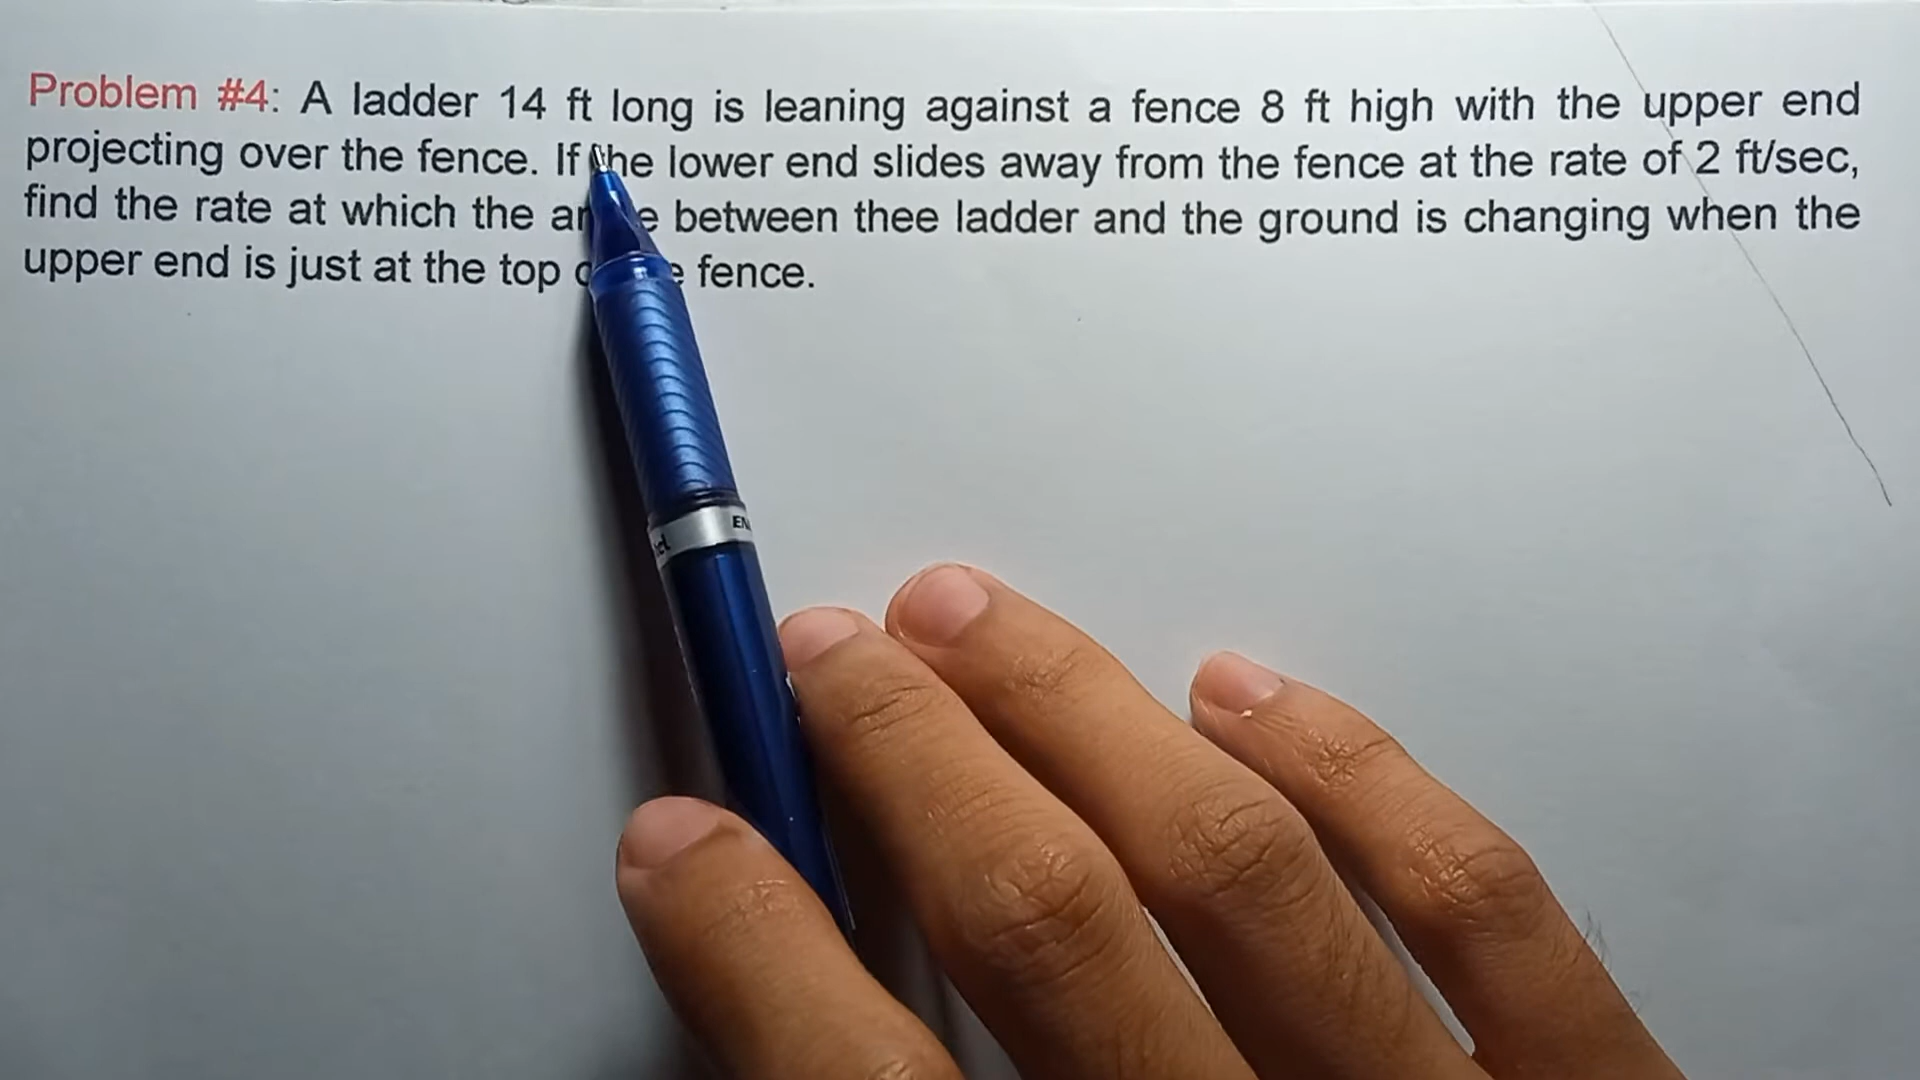 Problem #4: A ladder 14 ft long is leaning against a fence 8 ft high with the upper end
projecting over the fence. If the lower end slides away from the fence at the rate of 2 ft/sec,
find the rate at which the between thee ladder and the ground is changing when the
upper end is just at the top fence.
EN